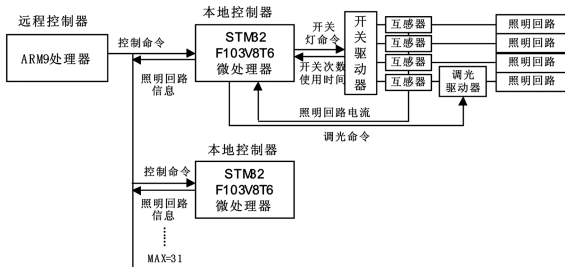 远程控制器
ARM9处理器
控制命令
照明回路
信息
本地控制器
STM32
F103V8T6
微处理器
开关
灯命令
开关次数
使用时间
开关驱动器
互感器
互感器
互感器
互感器
调光
驱动器
照明回路
照明回路
照明回路
照明回路
照明回路电流
调光命令
本地控制器
控制命令
照明回路
信息
STM32
F103V8T6
微处理器
……
MAX=31